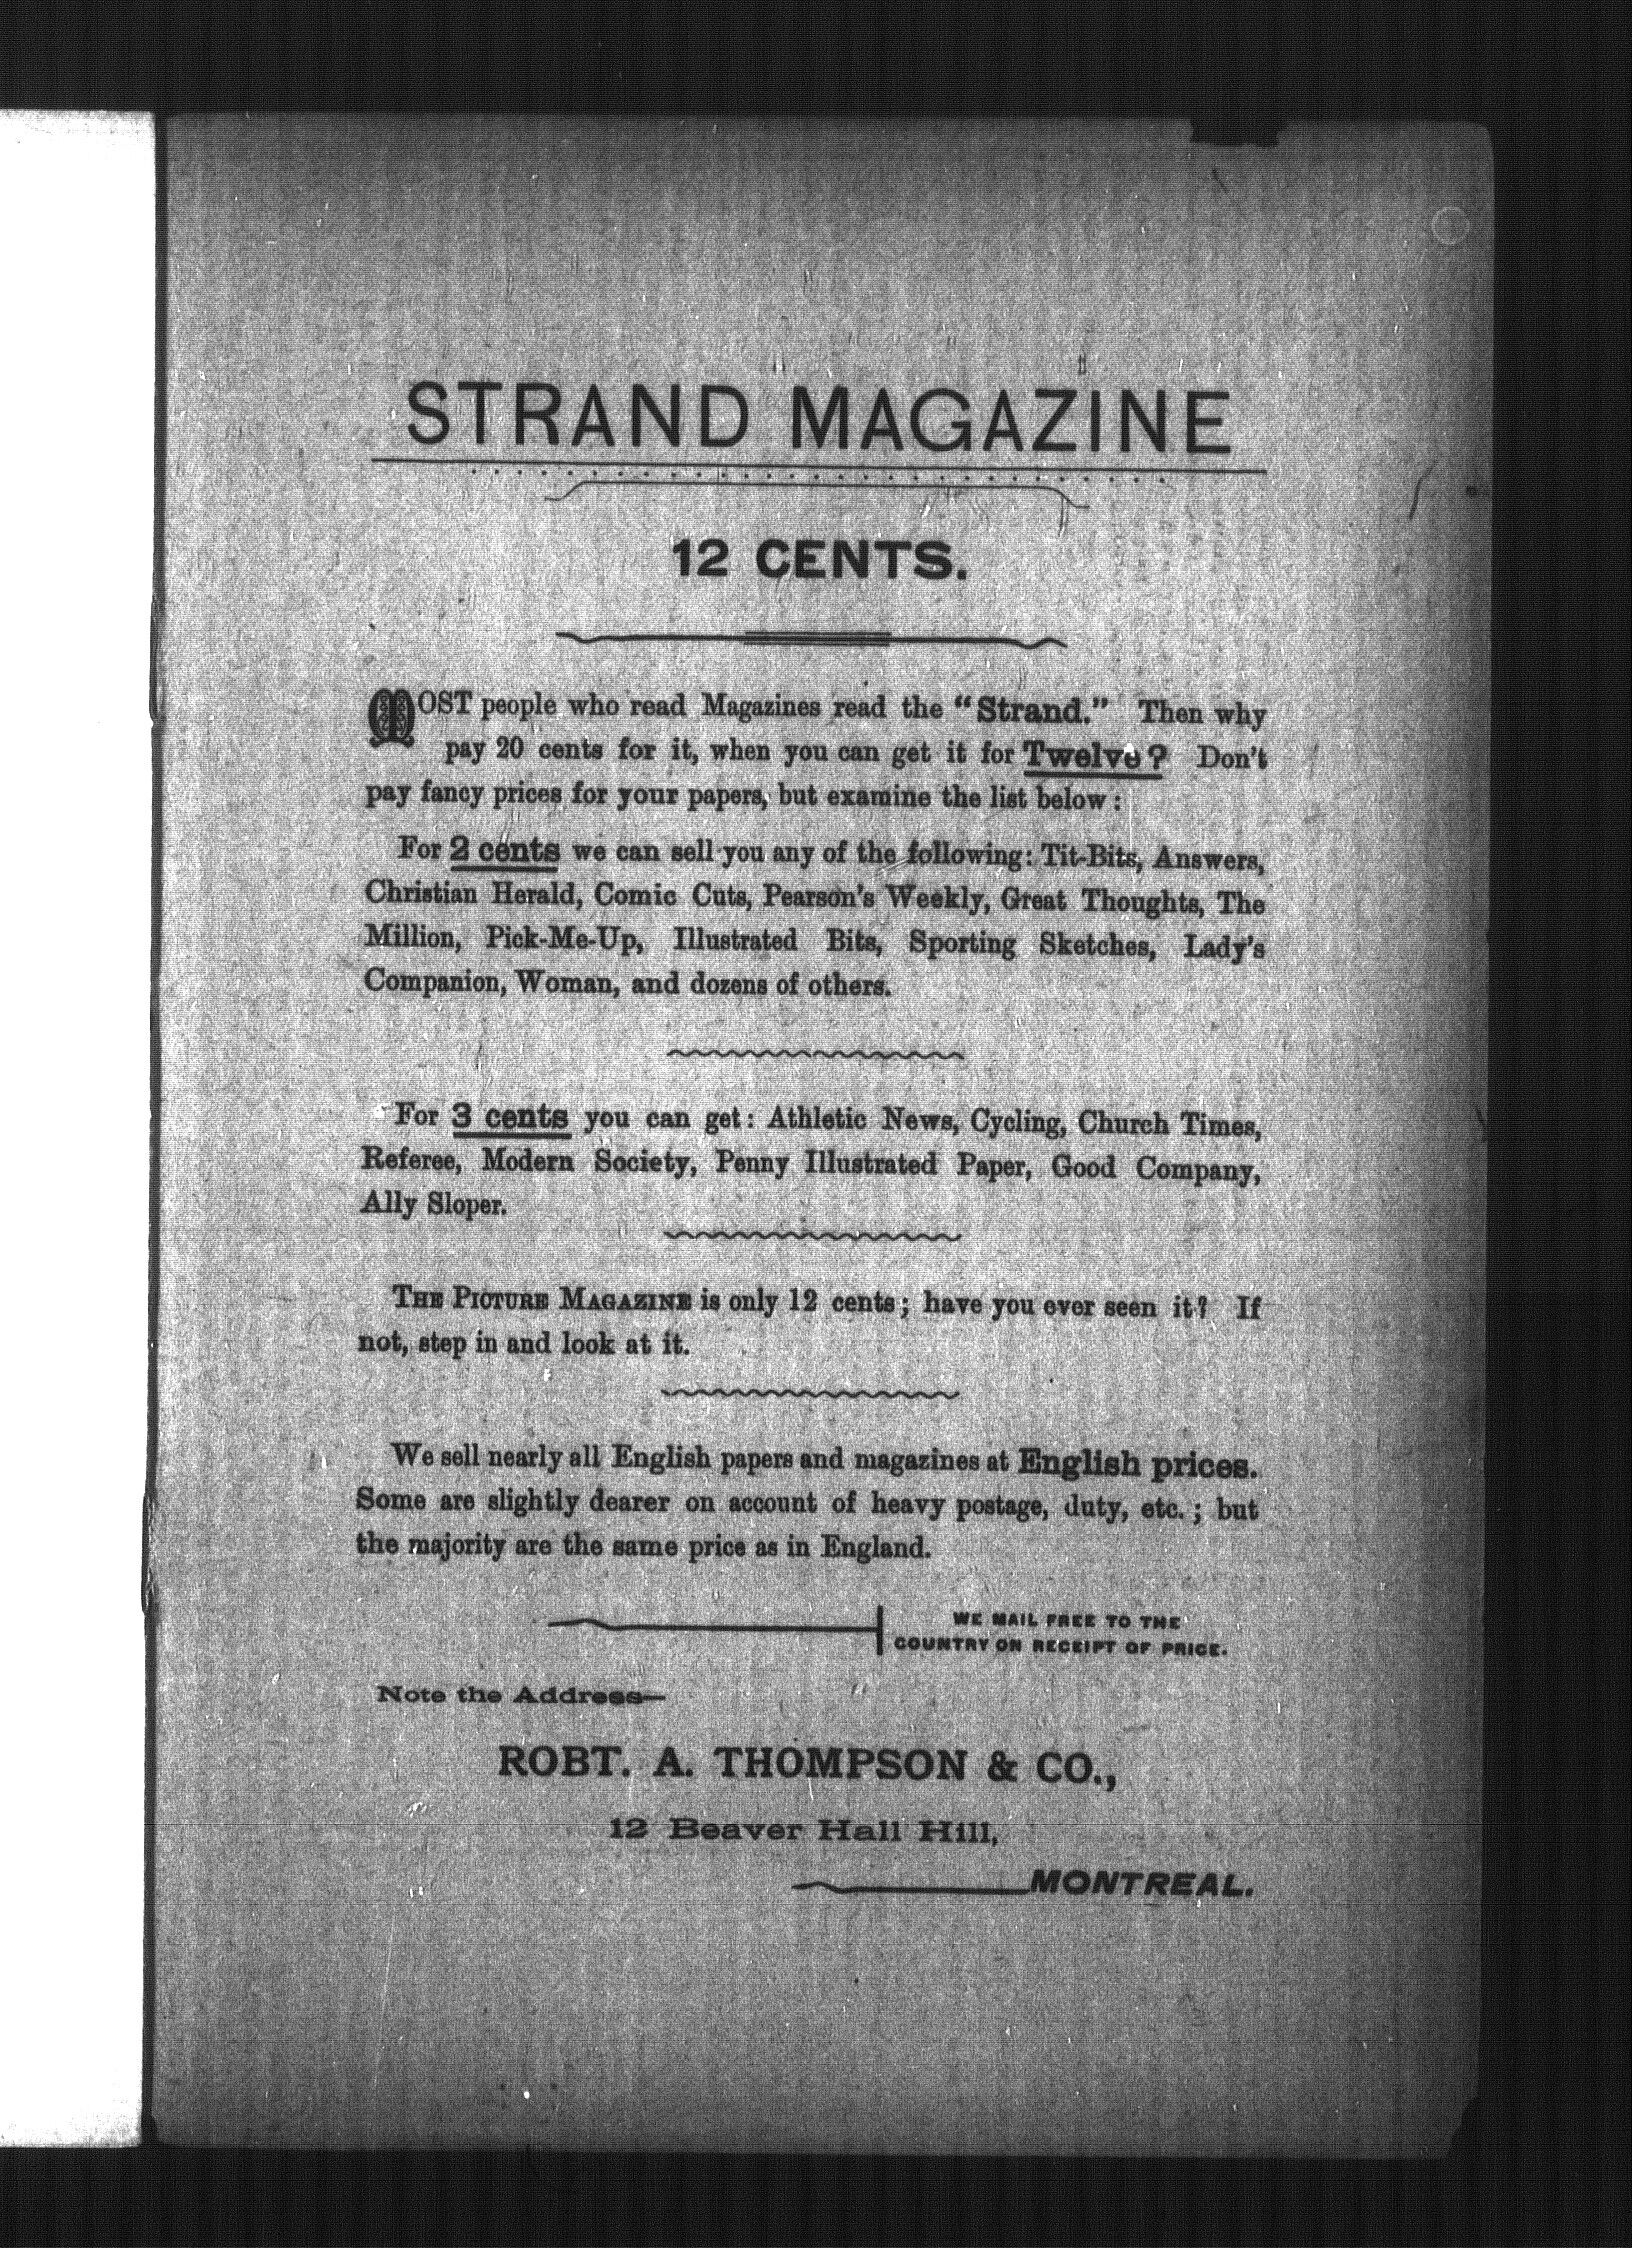 STRAND MAGAZINE
12 CENTS.
MOST people who read Magazines read the "Strand." Then why
pay 20 cents for it, when you can get it for Twelve? Don't
pay fancy prices for your papers, but examine the list below:
For 2 cents we can sell you any of the following: Tit-Bits, Answers,
Christian Herald, Comic Cuts, Pearson's Weekly, Great Thoughts, The
Million, Pick-Me-Up, Illustrated Bits, Sporting Sketches, Lady's
Companion, Woman, and dozens of others.
For 3 cents you can get: Athletic News, Cycling, Church Times,
Referee, Modern Society, Penny Illustrated Paper, Good Company,
Ally Sloper.
THE PICTURE MAGAZINE is only 12 cents; have you ever seen it? If
not, step in and look at it.
We sell nearly all English papers and magazines at English prices.
Some are slightly dearer on account of heavy postage, duty, etc.; but
the majority are the same price as in England.
WE MAIL FREE TO THE
COUNTRY ON RECEIPT OF PRICE.
Note the Address—
ROBT. A. THOMPSON & CO.,
12 Beaver Hall Hill,
MONTREAL.